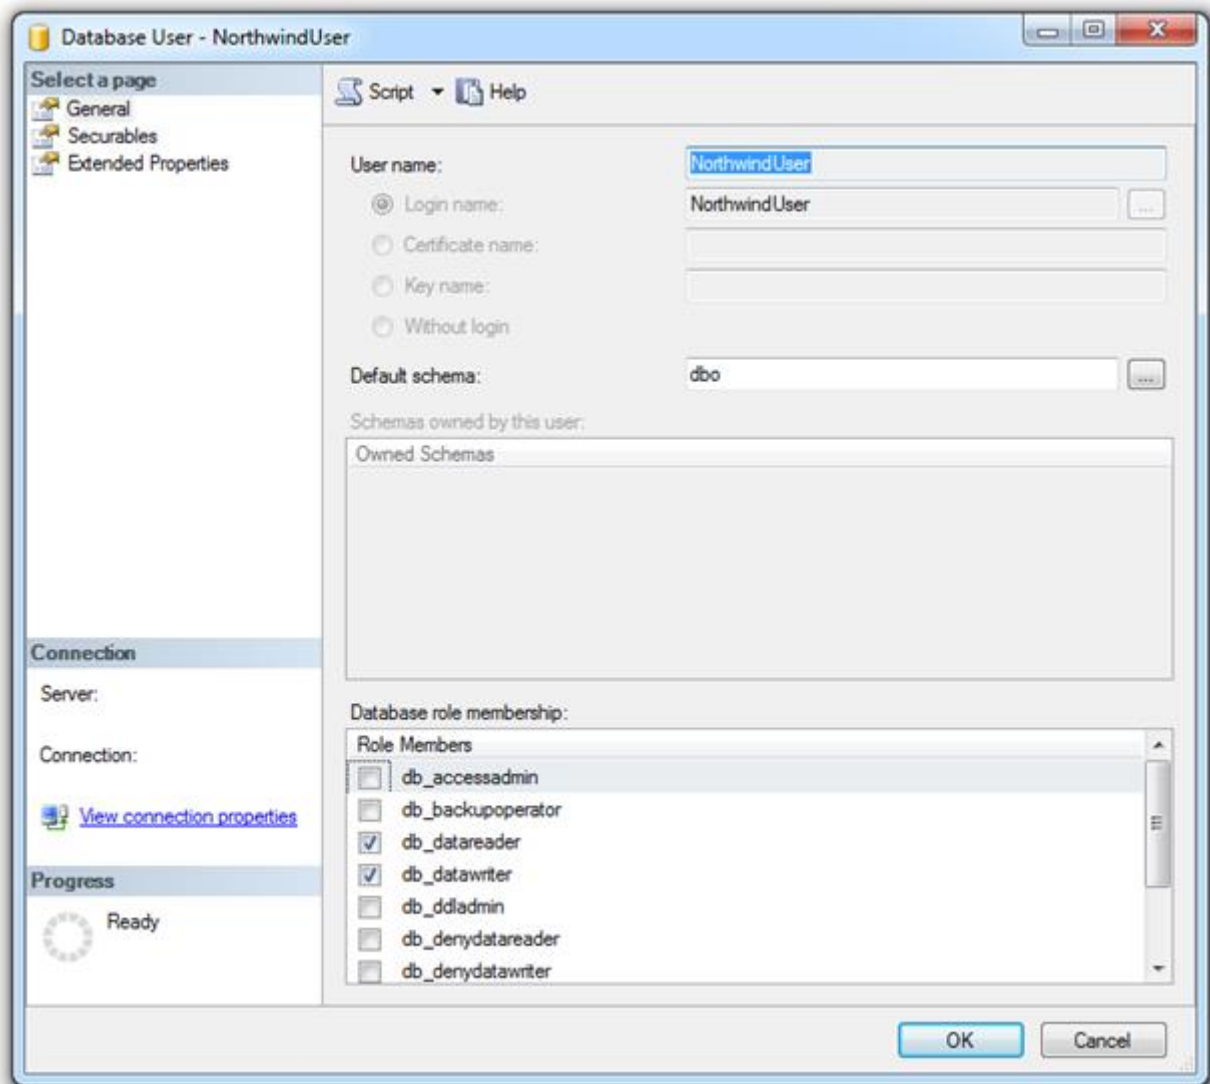 Database User - NorthwindUser
Select a page
General
Securables
Extended Properties
Script Help
User name: NorthwindUser
Login name: NorthwindUser ...
Certificate name:
Key name:
Without login
Default schema: dbo ...
Schemas owned by this user:
Owned Schemas
Connection
Server:
Connection:
View connection properties
Progress
Ready
Database role membership:
Role Members
db_accessadmin
db_backupoperator
db_datareader
db_datawriter
db_ddladmin
db_denydatareader
db_denydatawriter
OK Cancel